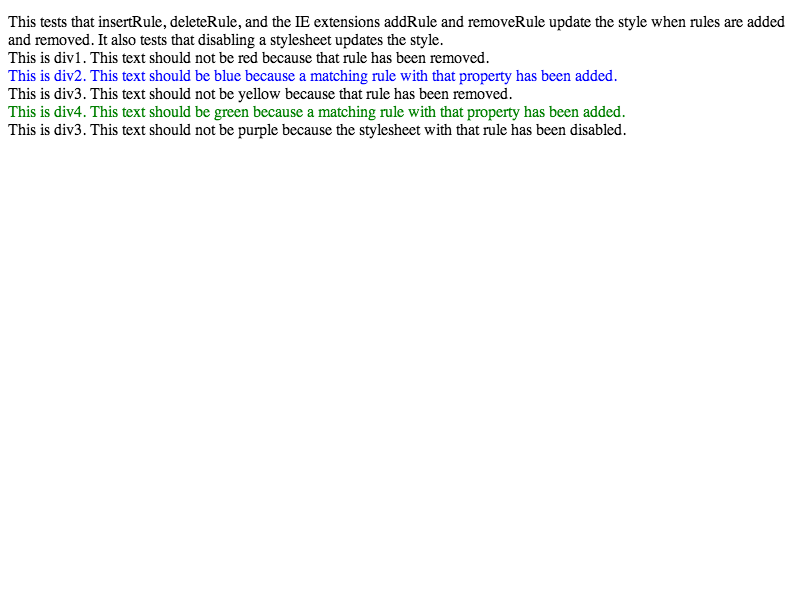 This tests that insertRule, deleteRule, and the IE extensions addRule and removeRule update the style when rules are added
and removed. It also tests that disabling a stylesheet updates the style.
This is div1. This text should not be red because that rule has been removed.
This is div2. This text should be blue because a matching rule with that property has been added.
This is div3. This text should not be yellow because that rule has been removed.
This is div4. This text should be green because a matching rule with that property has been added.
This is div3. This text should not be purple because the stylesheet with that rule has been disabled.